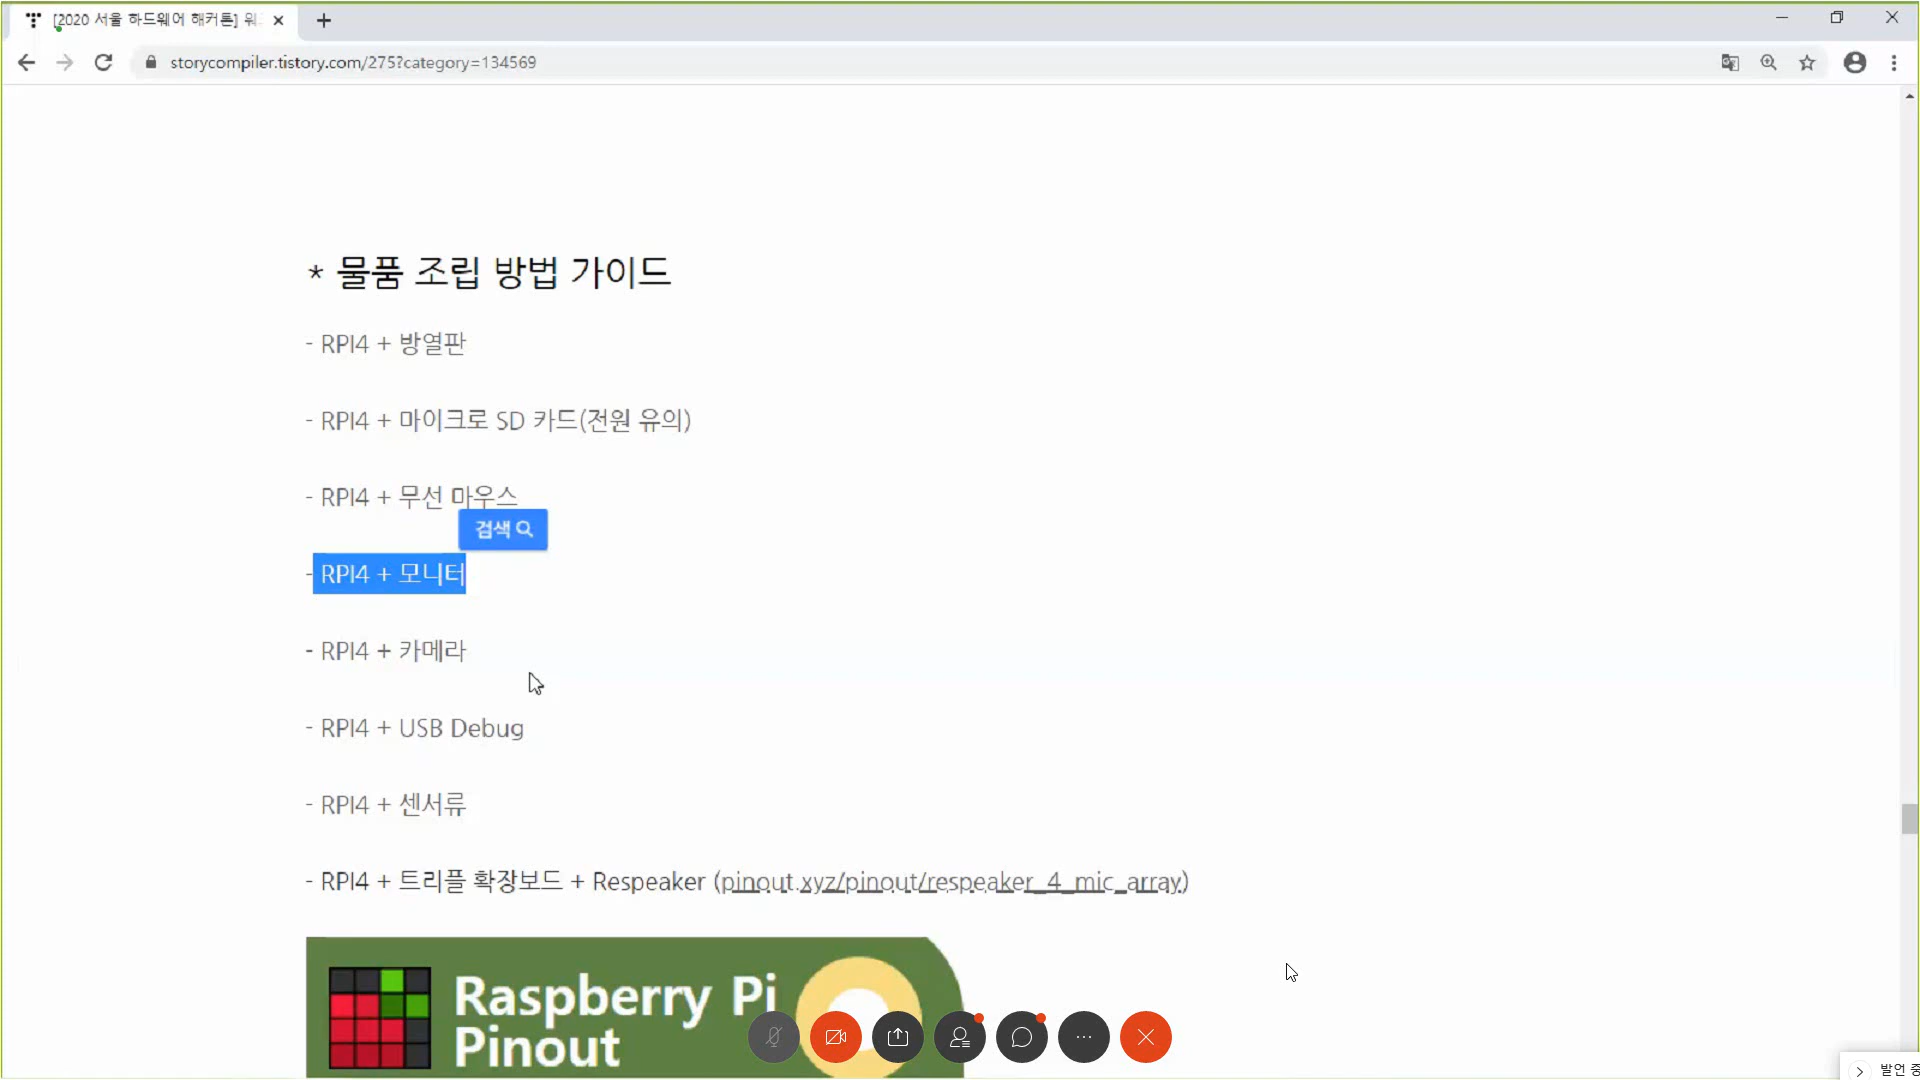 [2020 서울 하드웨어 해커톤] 워
storycompiler.tistory.com/275?category=134569
* 물품 조립 방법 가이드
- RPI4 + 방열판
- RPI4 + 마이크로 SD 카드(전원 유의)
- RPI4 + 무선 마우스
검색
- RPI4 + 모니터
- RPI4 + 카메라
- RPI4 + USB Debug
- RPI4 + 센서류
- RPI4 + 트리플 확장보드 + Respeaker (pinout.xyz/pinout/respeaker_4_mic_array)
Raspberry Pi
Pinout
발언 중